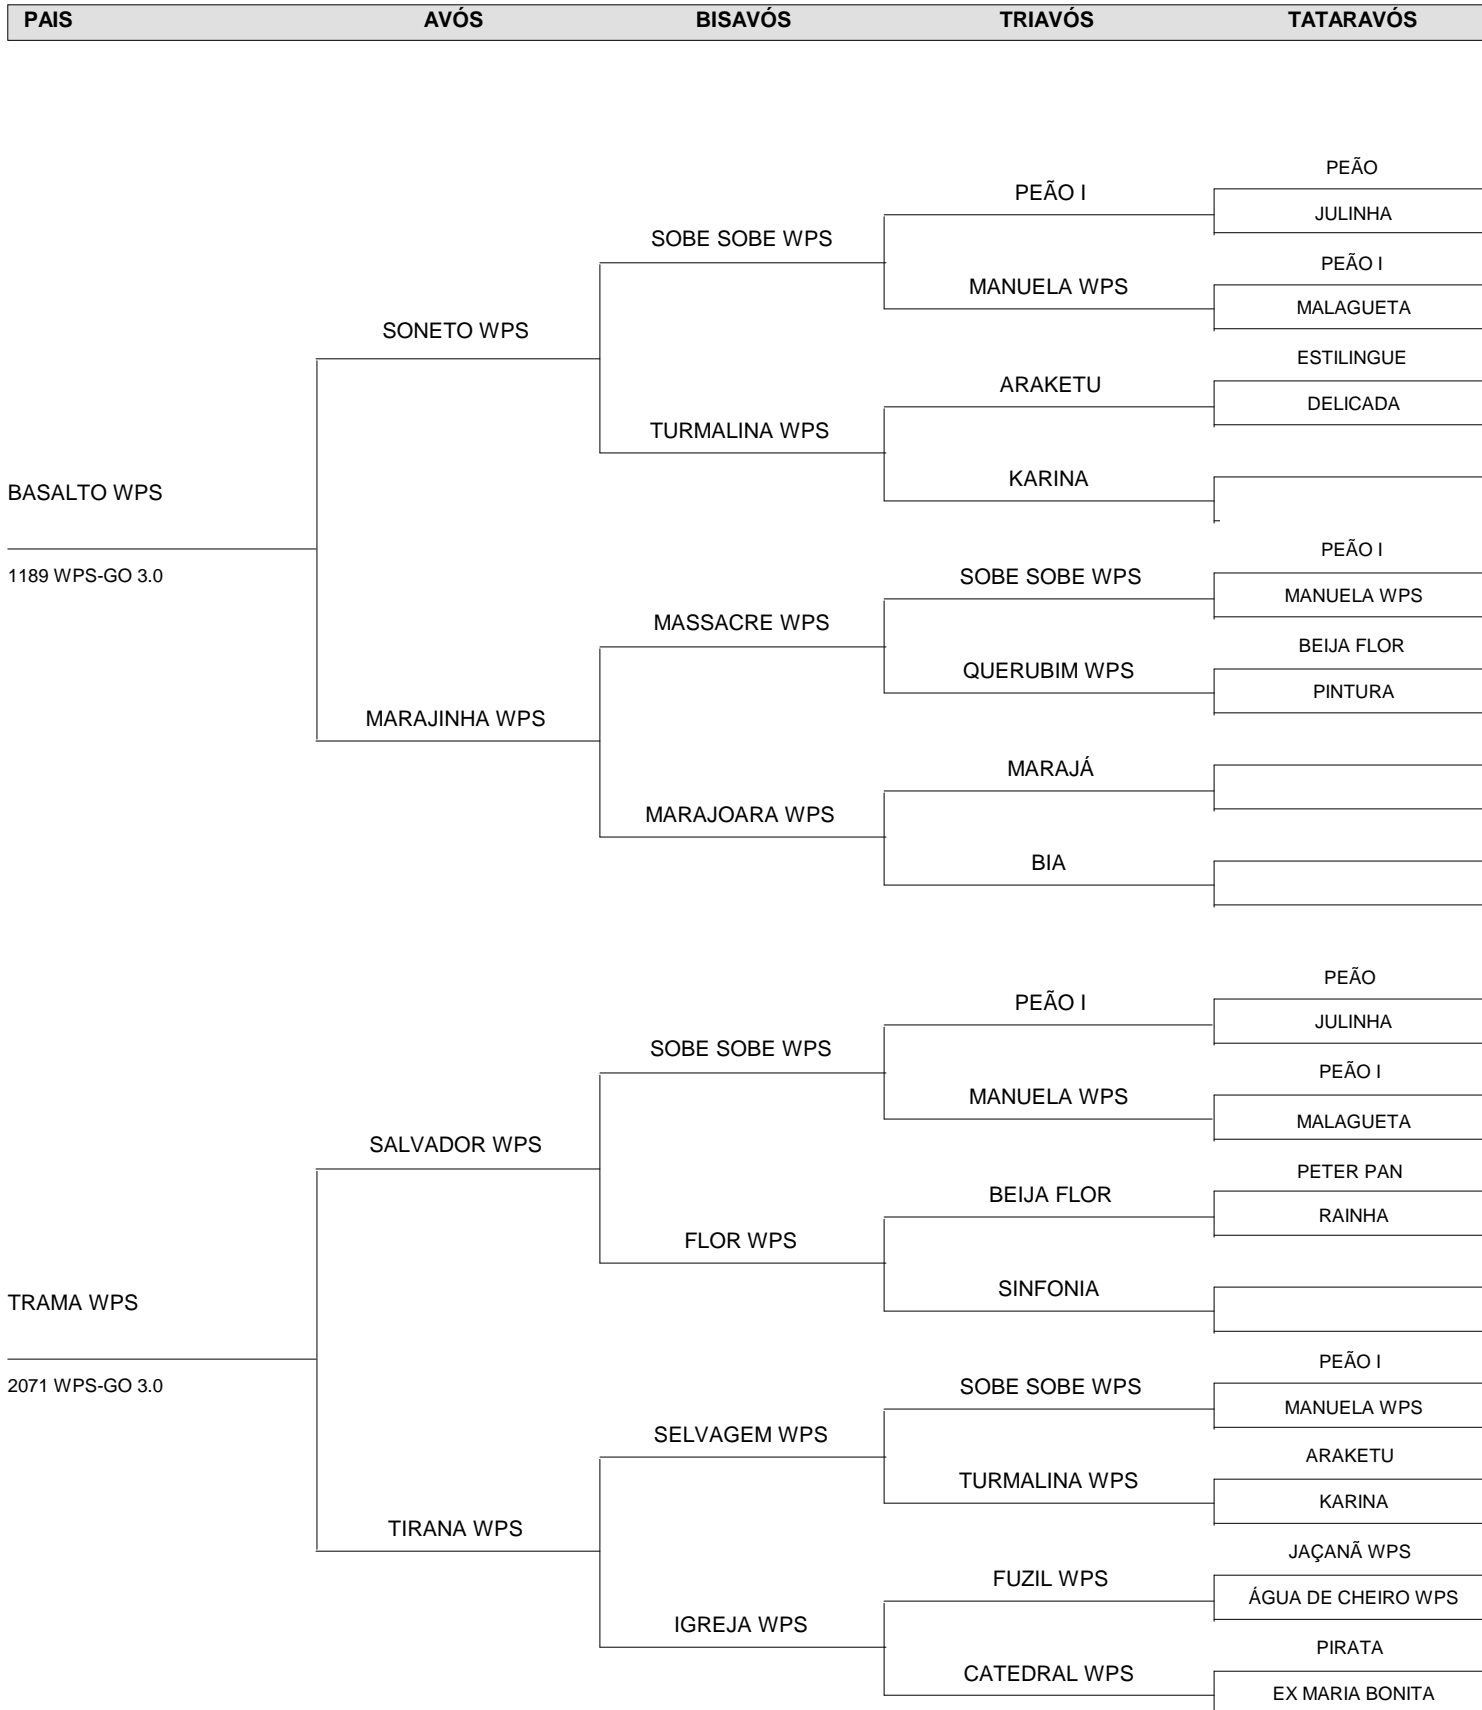 PAIS AVÓS BISAVÓS TRIAVÓS TATARAVÓS
PEÃO
PEÃO I
JULINHA
SOBE SOBE WPS
PEÃO I
MANUELA WPS
MALAGUETA
SONETO WPS
ESTILINGUE
ARAKETU
DELICADA
TURMALINA WPS
KARINA
BASALTO WPS
PEÃO I
1189 WPS-GO 3.0
SOBE SOBE WPS
MANUELA WPS
MASSACRE WPS
BEIJA FLOR
QUERUBIM WPS
PINTURA
MARAJINHA WPS
MARAJÁ
MARAJOARA WPS
BIA
PEÃO
PEÃO I
JULINHA
SOBE SOBE WPS
PEÃO I
MANUELA WPS
MALAGUETA
SALVADOR WPS
PETER PAN
BEIJA FLOR
RAINHA
FLOR WPS
SINFONIA
TRAMA WPS
PEÃO I
2071 WPS-GO 3.0
SOBE SOBE WPS
MANUELA WPS
SELVAGEM WPS
ARAKETU
TURMALINA WPS
KARINA
TIRANA WPS
JAÇANÃ WPS
FUZIL WPS
ÁGUA DE CHEIRO WPS
IGREJA WPS
PIRATA
CATEDRAL WPS
EX MARIA BONITA